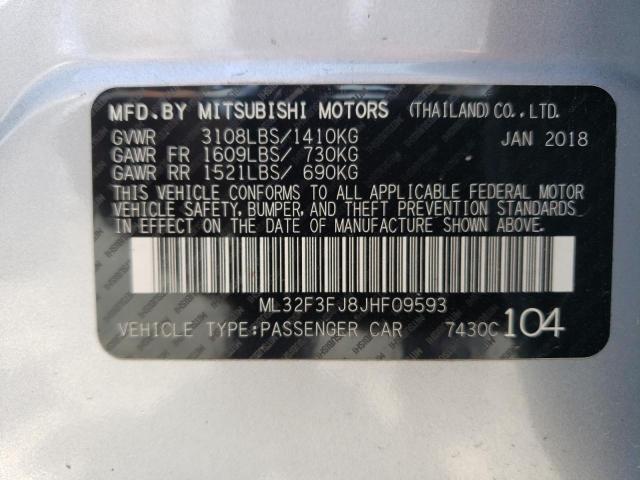 MFD.BY MITSUBISHI MOTORS (THAILAND)CO.,LTD.
GVWR 3108LBS/1410KG JAN 2018
GAWR FR 1609LBS/ 730KG
GAWR RR 1521LBS/ 690KG
THIS VEHICLE CONFORMS TO ALL APPLICABLE FEDERAL MOTOR
VEHICLE SAFETY, BUMPER, AND THEFT PREVENTION STANDARDS
IN EFFECT ON THE DATE OF MANUFACTURE SHOWN ABOVE.
ML32F3FJ8JHF09593
VEHICLE TYPE:PASSENGER CAR 7430C 104